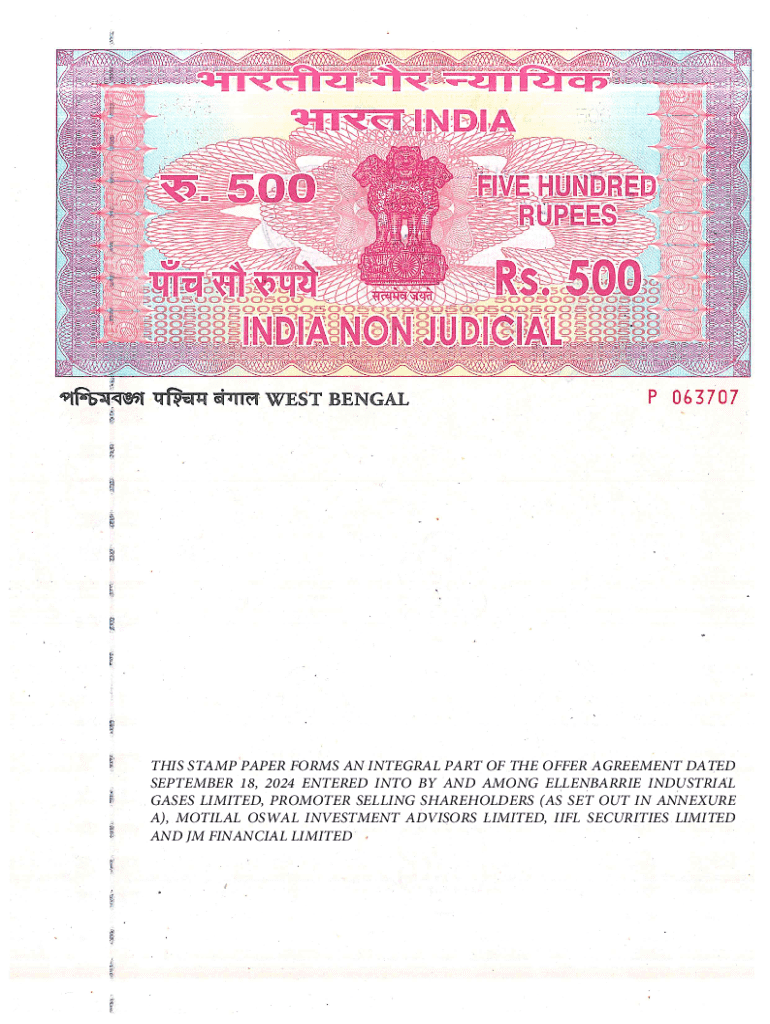 भारतीय गैर न्यायिक
भारत INDIA
रु. 500
FIVE HUNDRED
RUPEES
पाँच सौ रुपये
Rs. 500
सत्यमेव जयते
INDIA NON JUDICIAL
পশ্চিমবঙ্গ पश्चिम बंगाल WEST BENGAL
P 063707
THIS STAMP PAPER FORMS AN INTEGRAL PART OF THE OFFER AGREEMENT DATED
SEPTEMBER 18, 2024 ENTERED INTO BY AND AMONG ELLENBARRIE INDUSTRIAL
GASES LIMITED, PROMOTER SELLING SHAREHOLDERS (AS SET OUT IN ANNEXURE
A), MOTILAL OSWAL INVESTMENT ADVISORS LIMITED, IIFL SECURITIES LIMITED
AND JM FINANCIAL LIMITED